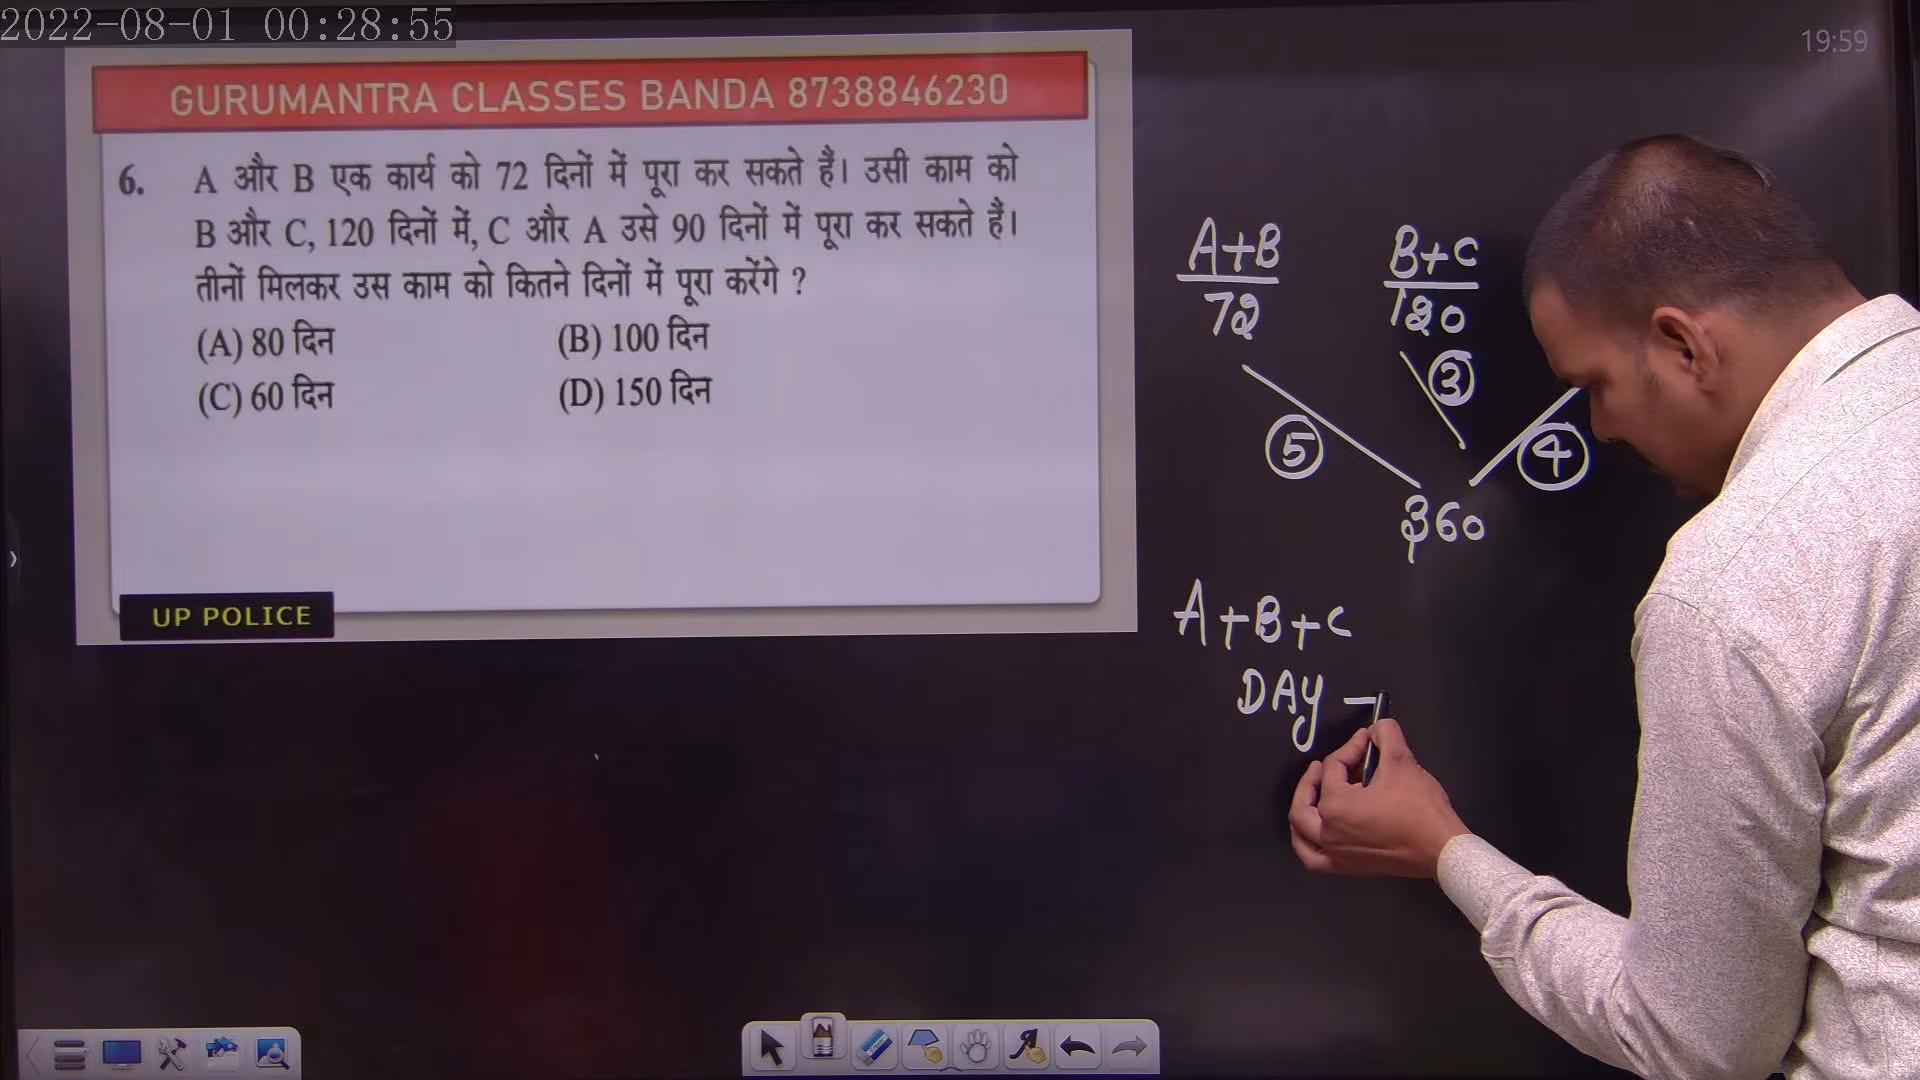 2022-08-01 00:28:55
19:59
GURUMANTRA CLASSES BANDA 8738846230
6. A और B एक कार्य को 72 दिनों में पूरा कर सकते हैं। उसी काम को
B और C, 120 दिनों में, C और A उसे 90 दिनों में पूरा कर सकते हैं।
तीनों मिलकर उस काम को कितने दिनों में पूरा करेंगे ?
(A) 80 दिन (B) 100 दिन
(C) 60 दिन (D) 150 दिन
UP POLICE
A+B B+C
72 120
3
5 4
360
A+B+C
DAY –